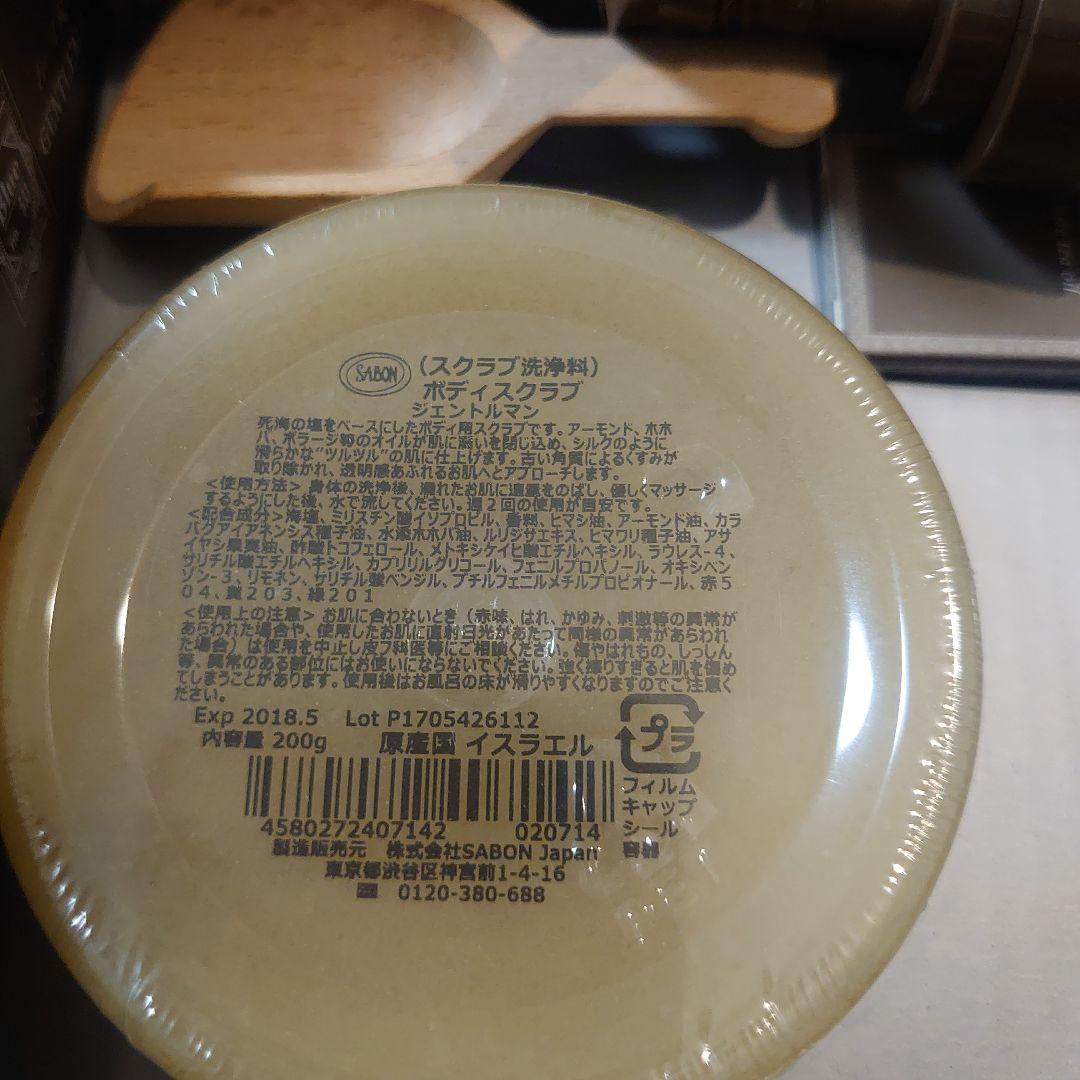 SABON
(スクラブ洗浄料)
ボディスクラブ
ジェントルマン
死海の塩をベースにしたボディ用スクラブです。アーモンド、ホホ
バ、ボラージ等のオイルが肌に潤いを閉じ込め、シルクのように
滑らかな"ツルツル"の肌に仕上げます。古い角質によるくすみが
取り除かれ、透明感あふれるお肌へとアプローチします。
<使用方法> 身体の洗浄後、濡れたお肌に適量をのばし、優しくマッサージ
するようにした後、水で流してください。週2回の使用が目安です。
<配合成分> 海塩、ミリスチン酸イソプロピル、香料、ヒマシ油、アーモンド油、カラ
パグアイアネンシス種子油、水添ホホバ油、ルリジサエキス、ヒマワリ種子油、アサ
イヤシ果実油、酢酸トコフェロール、メトキシケイヒ酸エチルヘキシル、ラウレス-4、
サリチル酸エチルヘキシル、カプリリルグリコール、フェニルプロパノール、オキシベン
ゾン-3、リモネン、サリチル酸ベンジル、ブチルフェニルメチルプロピオナール、赤5
04、黄203、緑201
<使用上の注意> お肌に合わないとき (赤味、はれ、かゆみ、刺激等の異常が
あらわれた場合や、使用したお肌に直射日光があたって同様の異常があらわれ
た場合) は使用を中止し皮フ科医等にご相談ください。傷やはれもの、しっしん
等、異常のある部位にはお使いにならないでください。強く擦りすぎると肌を傷め
てしまうことがあります。使用後はお風呂の床が滑りやすくなりますのでご注意く
ださい。
Exp 2018.5 Lot P1705426112
内容量 200g 原産国 イスラエル
プラ
フィルム
キャップ
シール
容器
4580272407142 020714
製造販売元 株式会社SABON Japan
東京都渋谷区神宮前1-4-16
0120-380-688